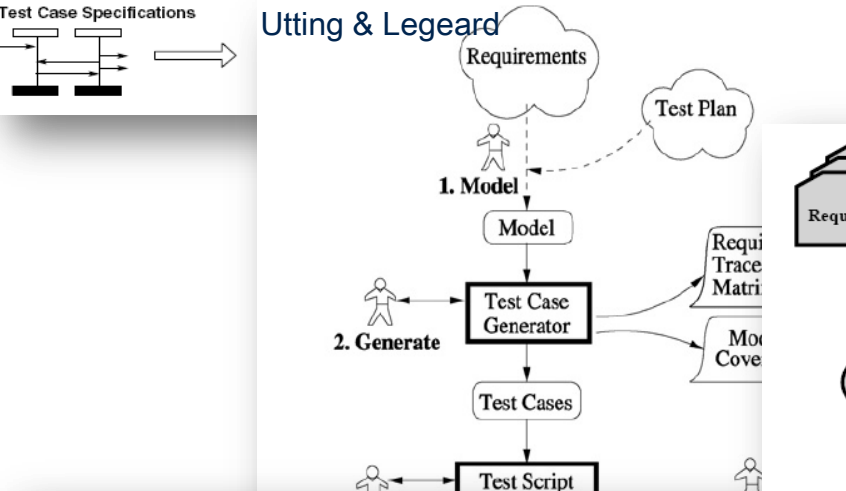 Test Case Specifications
Utting & Legeard
Requirements
Test Plan
1. Model
Model
Test Case
Generator
2. Generate
Test Cases
Test Script